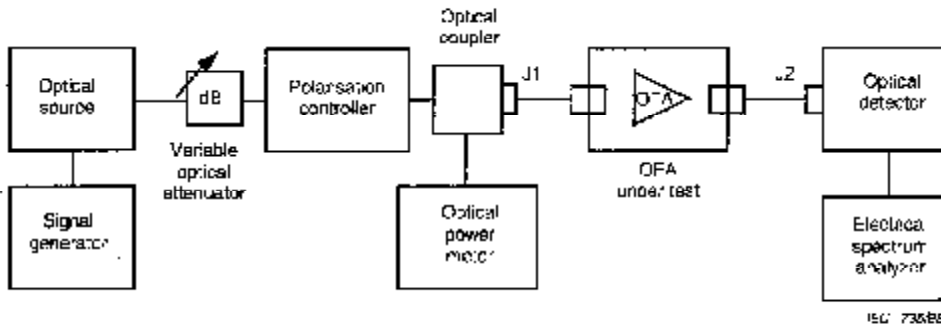 Optical
coupler
Optical
source
dB
Polarisation
controller
J1
OFA
J2
Optical
detector
Variable
optical
attenuator
OFA
under test
Signal
generator
Optical
power
meter
Electrical
spectrum
analyzer
IEC